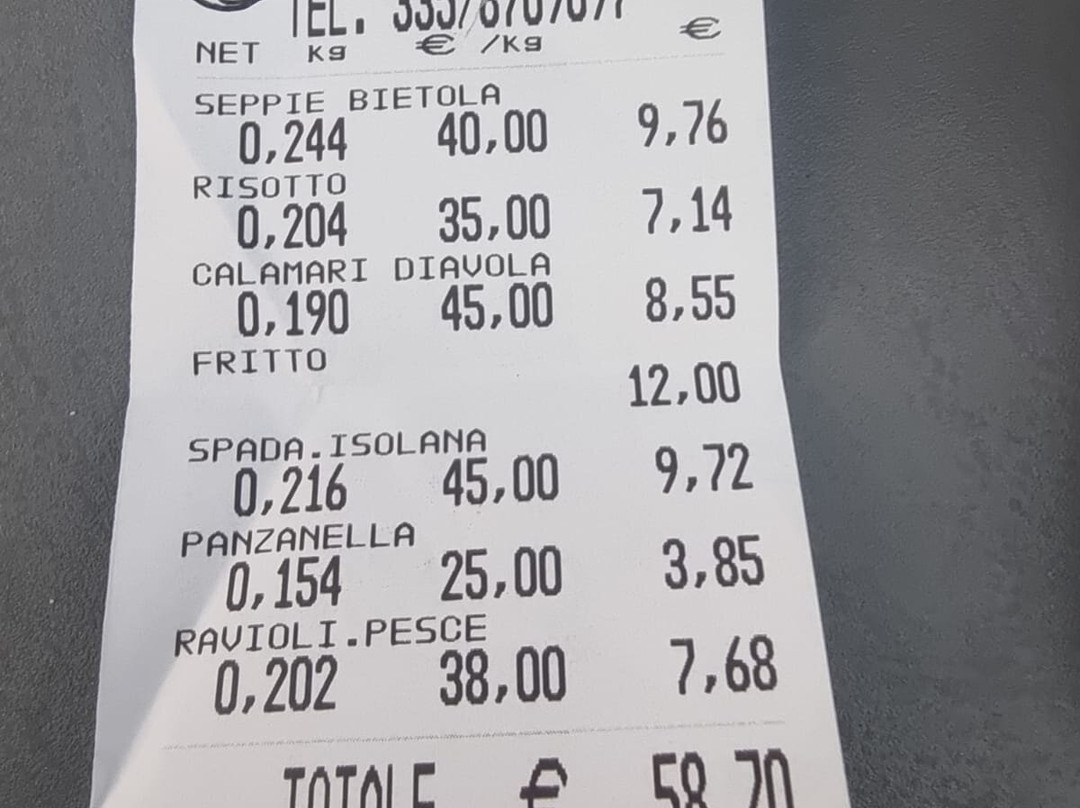 TEL.
NET Kg € /Kg €
SEPPIE BIETOLA
0,244 40,00 9,76
RISOTTO
0,204 35,00 7,14
CALAMARI DIAVOLA
0,190 45,00 8,55
FRITTO
12,00
SPADA.ISOLANA
0,216 45,00 9,72
PANZANELLA
0,154 25,00 3,85
RAVIOLI.PESCE
0,202 38,00 7,68
TOTALE € 58,70